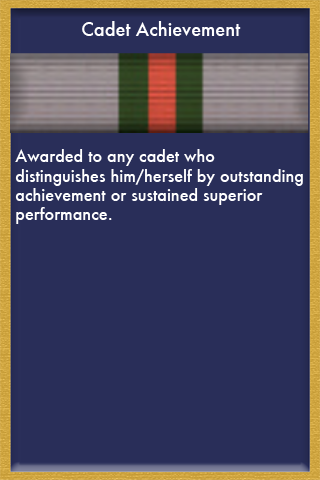 Cadet Achievement
Awarded to any cadet who
distinguishes him/herself by outstanding
achievement or sustained superior
performance.